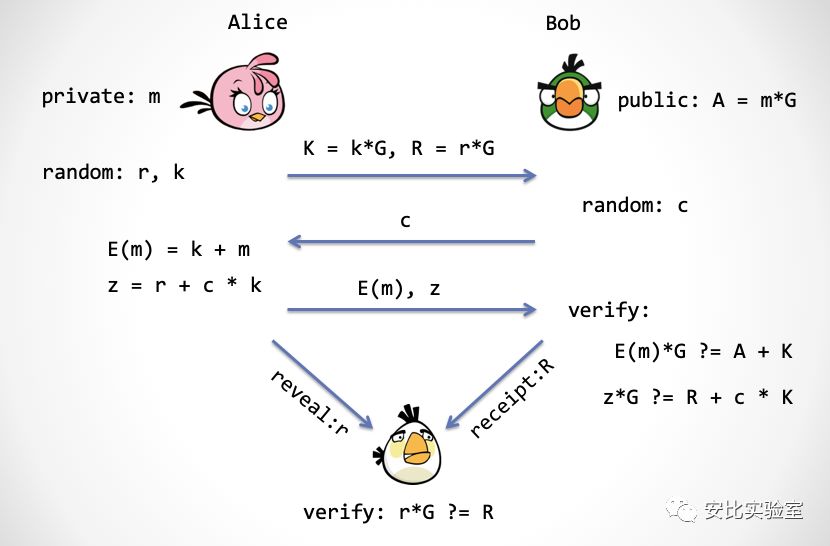 Alice
Bob
private: m
public: A = m*G
K = k*G, R = r*G
random: r, k
random: c
c
E(m) = k + m
z = r + c * k
E(m), z
verify:
E(m)*G ?= A + K
z*G ?= R + c * K
reveal:r
receipt:R
verify: r*G ?= R
安比实验室